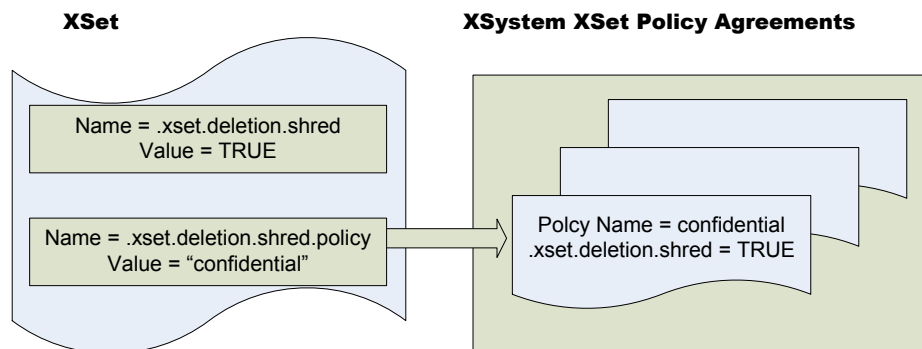 XSet
XSystem XSet Policy Agreements
Name = .xset.deletion.shred
Value = TRUE
Name = .xset.deletion.shred.policy
Value = “confidential”
Polcy Name = confidential
.xset.deletion.shred = TRUE